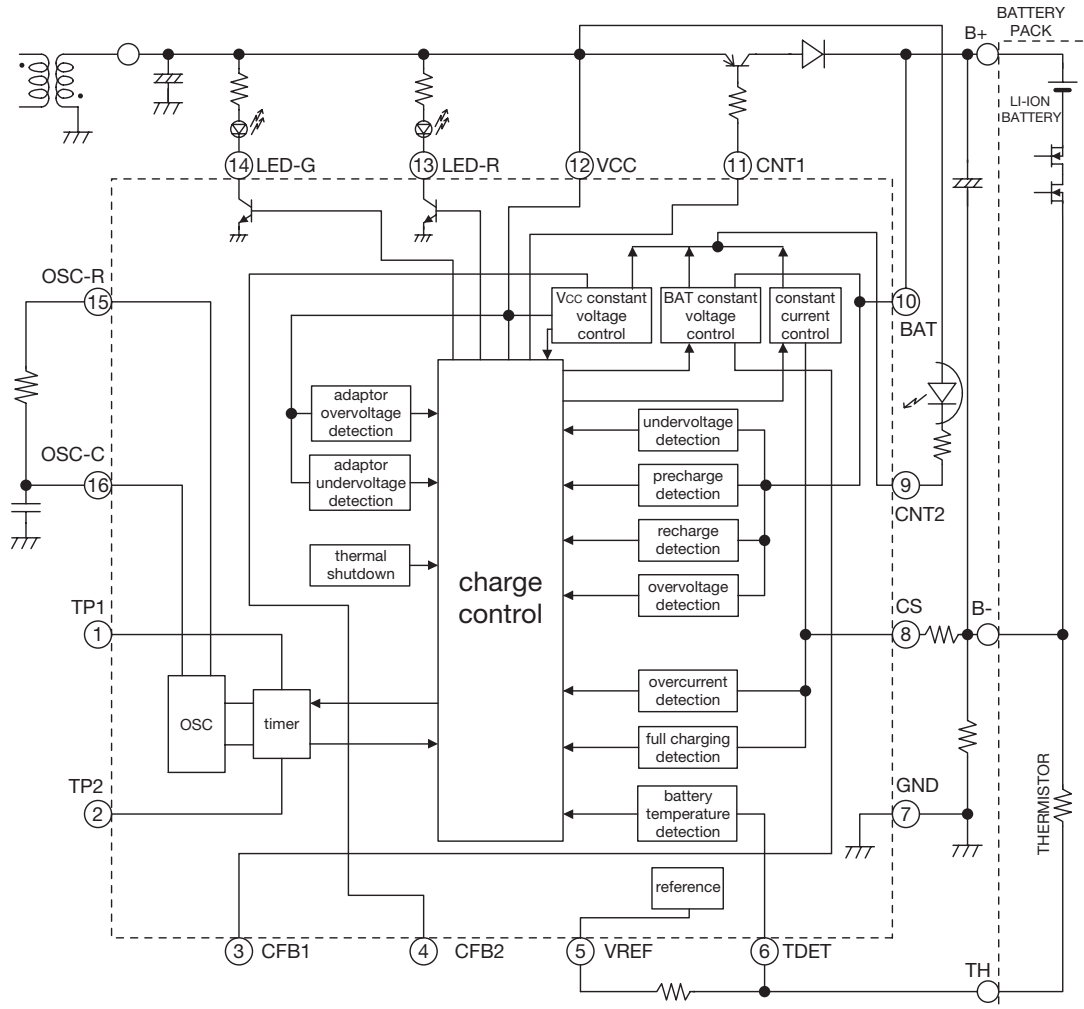 BATTERY
PACK
B+
LI-ION
BATTERY
14 LED-G
13 LED-R
12 VCC
11 CNT1
OSC-R
15
VCC constant
voltage
control
BAT constant
voltage
control
constant
current
control
10
BAT
adaptor
overvoltage
detection
undervoltage
detection
OSC-C
16
adaptor
undervoltage
detection
precharge
detection
9
CNT2
recharge
detection
thermal
shutdown
charge
control
overvoltage
detection
TP1
1
CS
8
B-
overcurrent
detection
OSC
timer
full charging
detection
TP2
2
battery
temperature
detection
GND
7
THERMISTOR
reference
3 CFB1
4 CFB2
5 VREF
6 TDET
TH